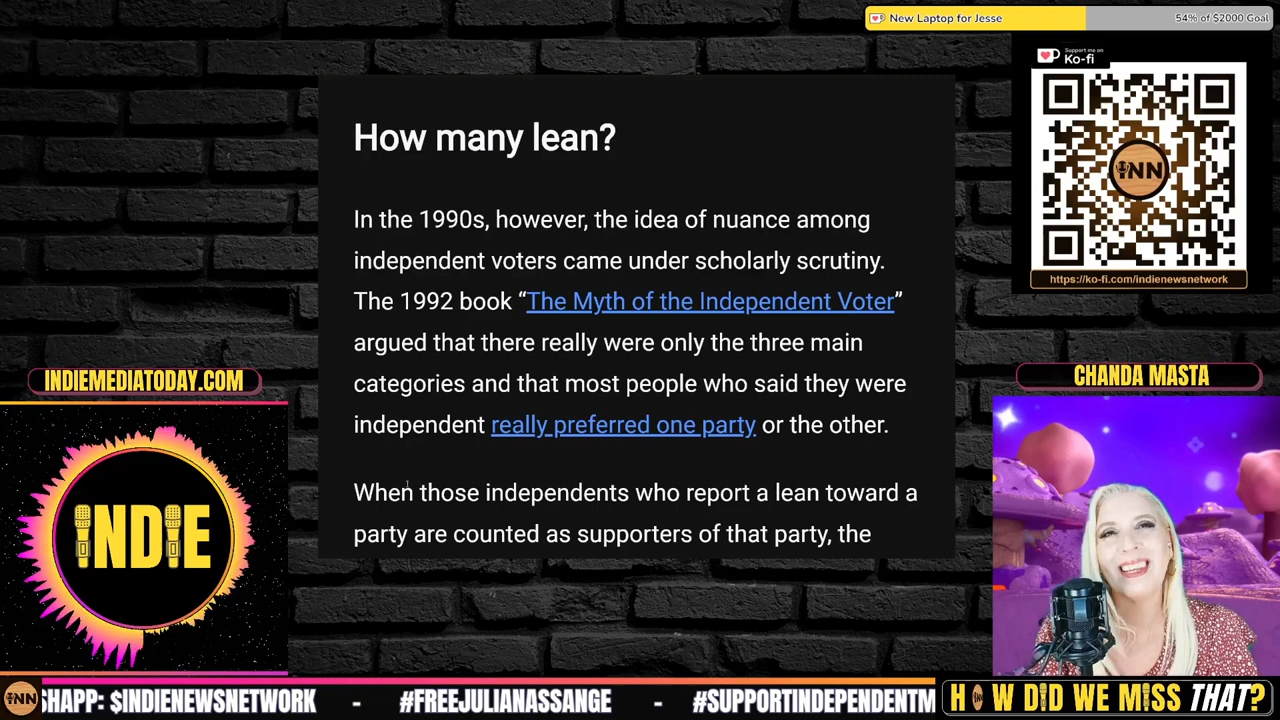 New Laptop for Jesse
54% of $2000 Goal
Support me on
Ko-fi
How many lean?
In the 1990s, however, the idea of nuance among
independent voters came under scholarly scrutiny.
The 1992 book “The Myth of the Independent Voter”
argued that there really were only the three main
categories and that most people who said they were
independent really preferred one party or the other.
When those independents who report a lean toward a
party are counted as supporters of that party, the
INN
https://ko-fi.com/indienewsnetwork
INDIEMEDIATODAY.COM
CHANDA MASTA
INDIE
INN
SHAPP: $INDIENEWSNETWORK - #FREEJULIANASSANGE - #SUPPORTINDEPENDENTM
HOW DID WE MISS THAT?